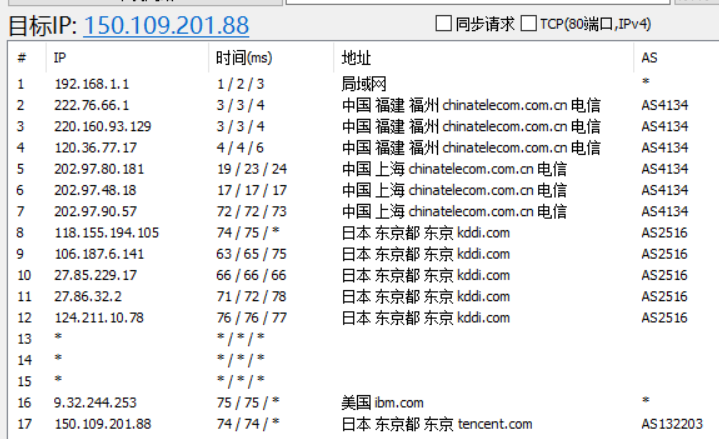 目标IP: 150.109.201.88 同步请求 TCP(80端口,IPv4)
# IP 时间(ms) 地址 AS
1 192.168.1.1 1 / 2 / 3 局域网 *
2 222.76.66.1 3 / 3 / 4 中国 福建 福州 chinatelecom.com.cn 电信 AS4134
3 220.160.93.129 3 / 3 / 4 中国 福建 福州 chinatelecom.com.cn 电信 AS4134
4 120.36.77.17 4 / 4 / 6 中国 福建 福州 chinatelecom.com.cn 电信 AS4134
5 202.97.80.181 19 / 23 / 24 中国 上海 chinatelecom.com.cn 电信 AS4134
6 202.97.48.18 17 / 17 / 17 中国 上海 chinatelecom.com.cn 电信 AS4134
7 202.97.90.57 72 / 72 / 73 中国 上海 chinatelecom.com.cn 电信 AS4134
8 118.155.194.105 74 / 75 / * 日本 东京都 东京 kddi.com AS2516
9 106.187.6.141 63 / 65 / 75 日本 东京都 东京 kddi.com AS2516
10 27.85.229.17 66 / 66 / 66 日本 东京都 东京 kddi.com AS2516
11 27.86.32.2 71 / 72 / 78 日本 东京都 东京 kddi.com AS2516
12 124.211.10.78 76 / 76 / 77 日本 东京都 东京 kddi.com AS2516
13 * * / * / *
14 * * / * / *
15 * * / * / *
16 9.32.244.253 75 / 75 / * 美国 ibm.com *
17 150.109.201.88 74 / 74 / * 日本 东京都 东京 tencent.com AS132203